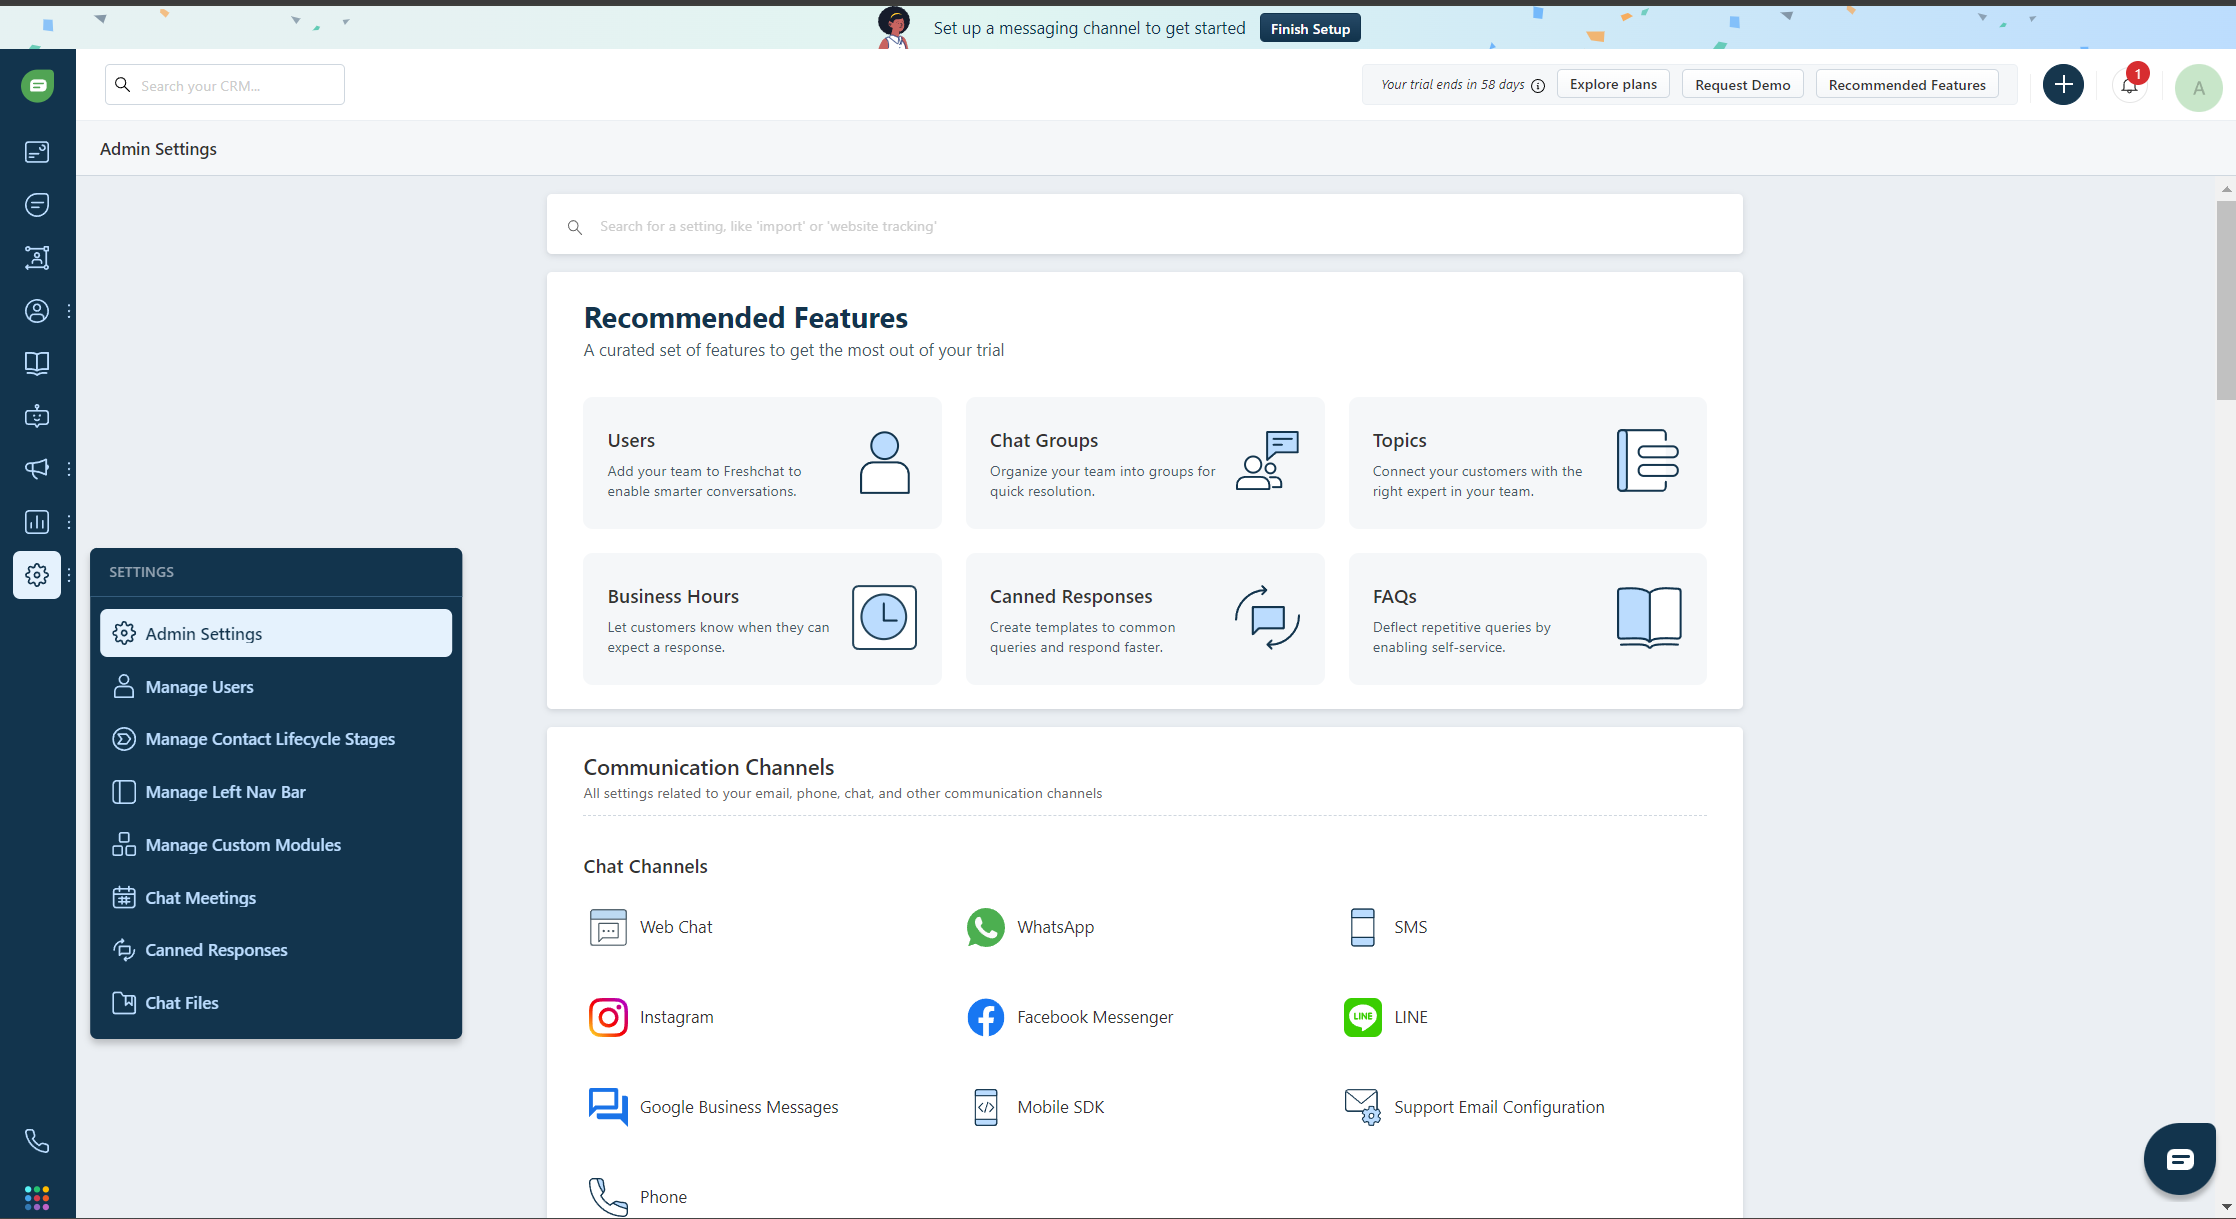 Set up a messaging channel to get started
Finish Setup
Search your CRM...
Your trial ends in 58 days
Explore plans
Request Demo
Recommended Features
1
A
Admin Settings
Search for a setting, like 'import' or 'website tracking'
Recommended Features
A curated set of features to get the most out of your trial
Users
Add your team to Freshchat to
enable smarter conversations.
Chat Groups
Organize your team into groups for
quick resolution.
Topics
Connect your customers with the
right expert in your team.
Business Hours
Let customers know when they can
expect a response.
Canned Responses
Create templates to common
queries and respond faster.
FAQs
Deflect repetitive queries by
enabling self-service.
SETTINGS
Admin Settings
Manage Users
Manage Contact Lifecycle Stages
Manage Left Nav Bar
Manage Custom Modules
Chat Meetings
Canned Responses
Chat Files
Communication Channels
All settings related to your email, phone, chat, and other communication channels
Chat Channels
Web Chat
WhatsApp
SMS
Instagram
Facebook Messenger
LINE
LINE
Google Business Messages
Mobile SDK
Support Email Configuration
Phone